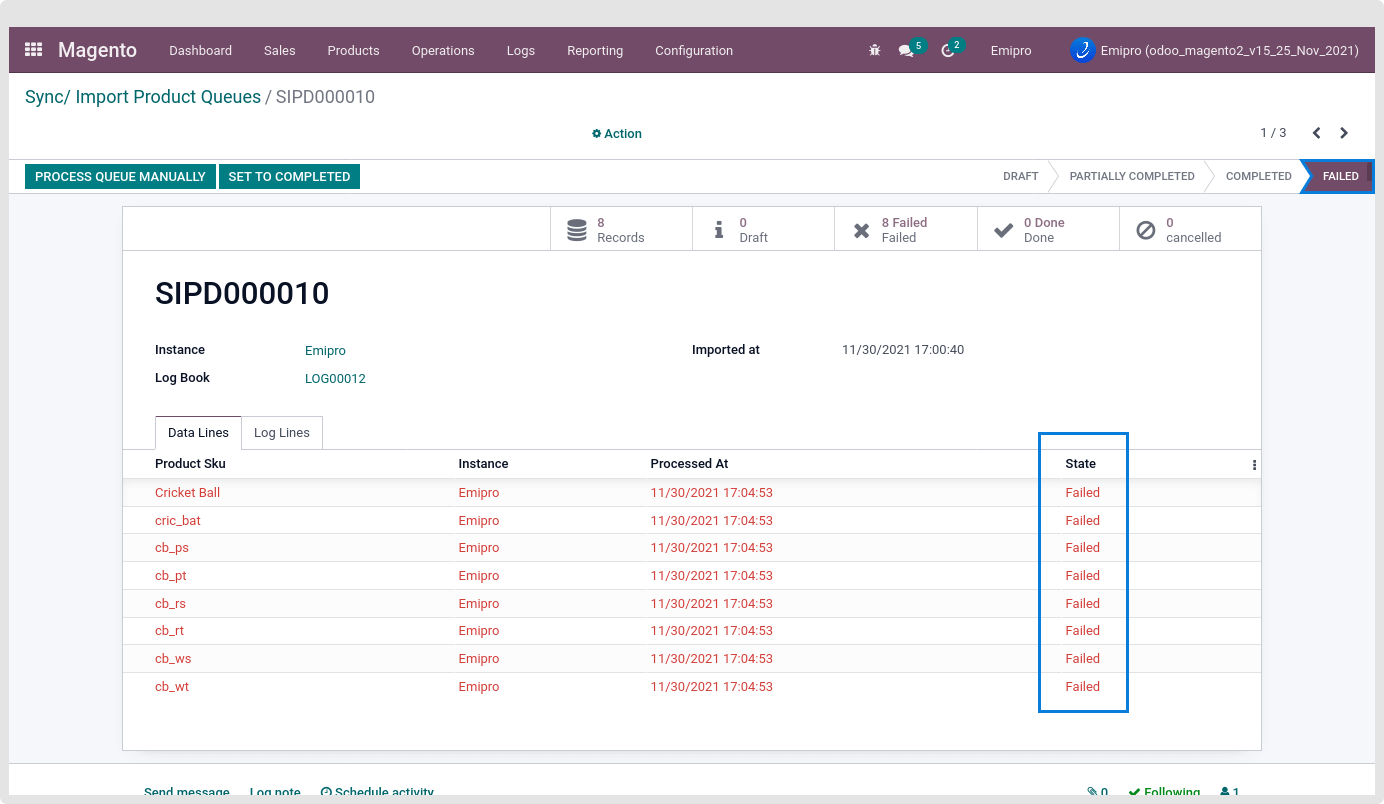 Magento Dashboard Sales Products Operations Logs Reporting Configuration 5 2 Emipro Emipro (odoo_magento2_v15_25_Nov_2021)
Sync/ Import Product Queues / SIPD000010
Action 1 / 3
PROCESS QUEUE MANUALLY SET TO COMPLETED DRAFT PARTIALLY COMPLETED COMPLETED FAILED
8 0 8 Failed 0 Done 0
Records Draft Failed Done cancelled
SIPD000010
Instance Emipro Imported at 11/30/2021 17:00:40
Log Book LOG00012
Data Lines Log Lines
Product Sku Instance Processed At State
Cricket Ball Emipro 11/30/2021 17:04:53 Failed
cric_bat Emipro 11/30/2021 17:04:53 Failed
cb_ps Emipro 11/30/2021 17:04:53 Failed
cb_pt Emipro 11/30/2021 17:04:53 Failed
cb_rs Emipro 11/30/2021 17:04:53 Failed
cb_rt Emipro 11/30/2021 17:04:53 Failed
cb_ws Emipro 11/30/2021 17:04:53 Failed
cb_wt Emipro 11/30/2021 17:04:53 Failed
Send message Log note Schedule activity 0 Following 1